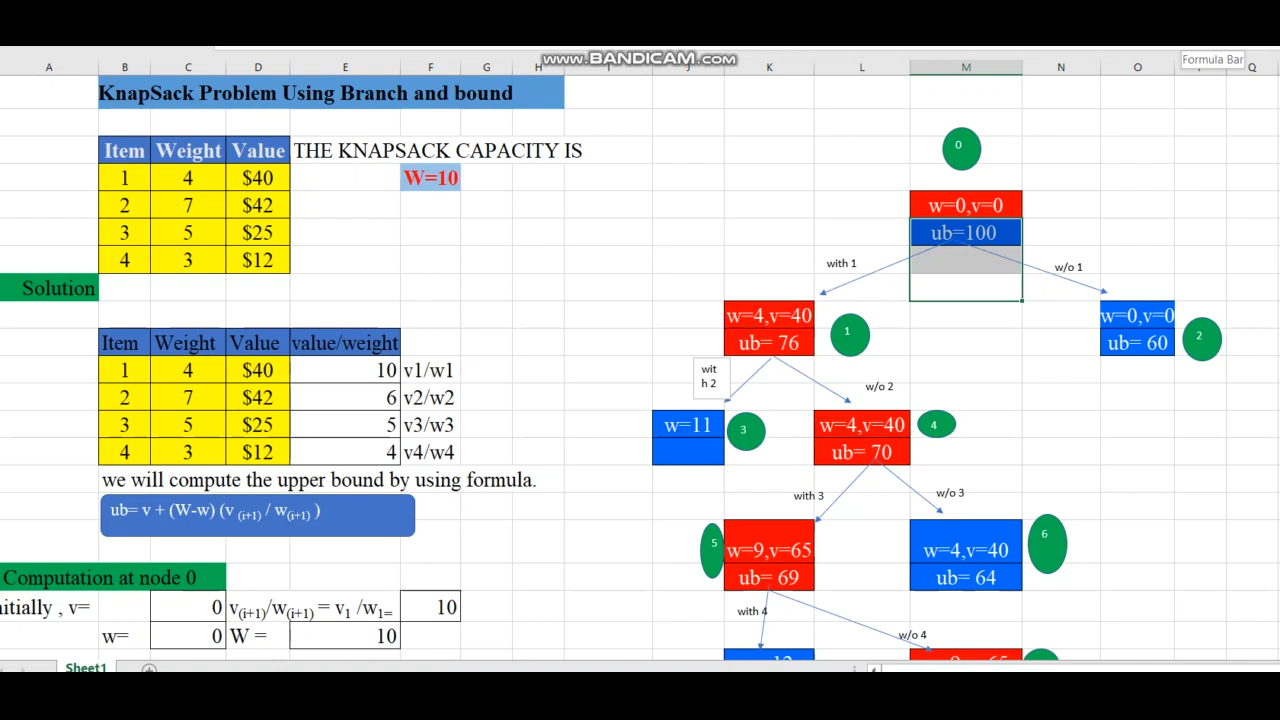 www.BANDICAM.com
Formula Bar
A B C D E F G H I J K L M N O Q
KnapSack Problem Using Branch and bound
Item Weight Value THE KNAPSACK CAPACITY IS
1 4 $40 W=10
2 7 $42
3 5 $25
4 3 $12
Solution
Item Weight Value value/weight
1 4 $40 10 v1/w1
2 7 $42 6 v2/w2
3 5 $25 5 v3/w3
4 3 $12 4 v4/w4
we will compute the upper bound by using formula.
ub= v + (W-w) (v (i+1) / w(i+1) )
Computation at node 0
nitially , v= 0 v(i+1)/w(i+1) = v1 /w1= 10
w= 0 W = 10
Sheet1
0
w=0,v=0
ub=100
with 1
w/o 1
w=4,v=40
ub= 76
1
w=0,v=0
ub= 60
2
wit
h 2
w/o 2
w=11
3
w=4,v=40
ub= 70
4
with 3
w/o 3
5
w=9,v=65
ub= 69
w=4,v=40
ub= 64
6
with 4
w/o 4